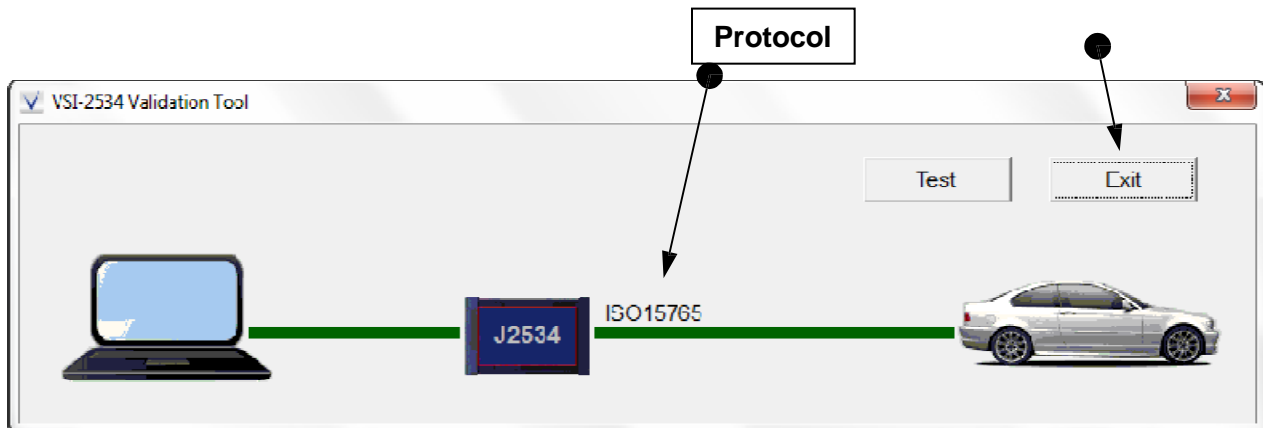 Protocol
VSI-2534 Validation Tool
Test
Exit
ISO15765
J2534